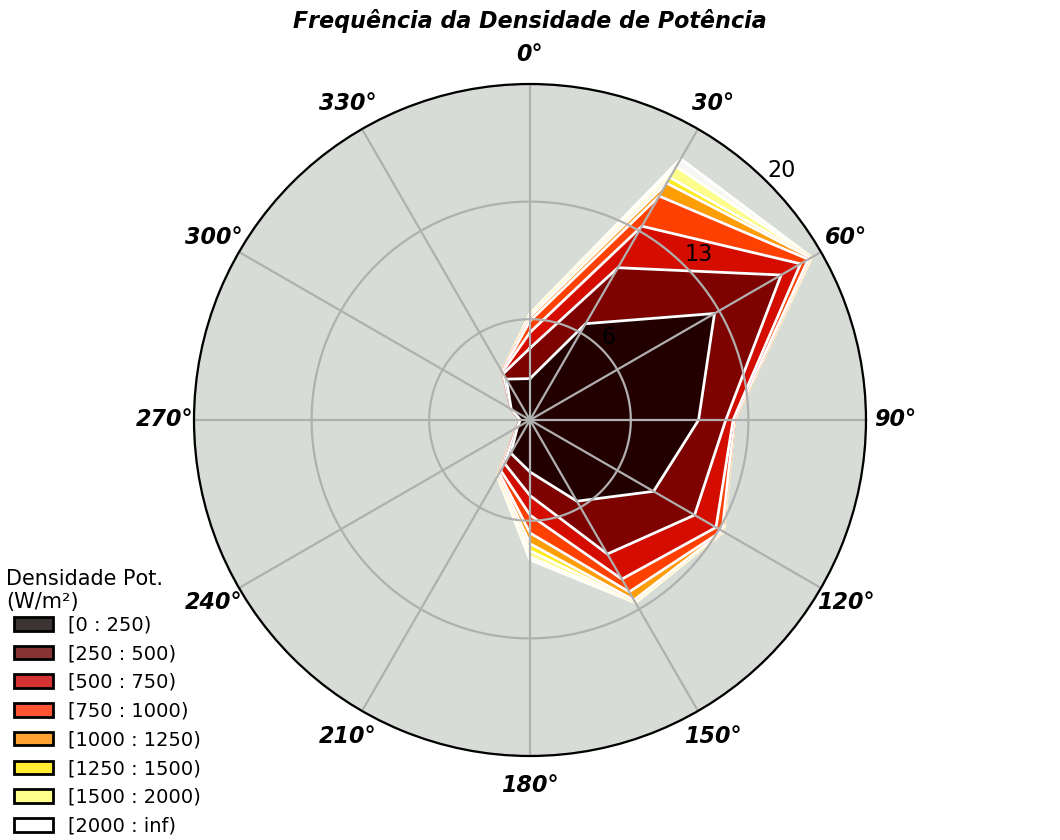 Frequência da Densidade de Potência
0°
330°
30°
20
300°
60°
13
6
270°
90°
Densidade Pot.
(W/m²)
240°
120°
[0 : 250)
[250 : 500)
[500 : 750)
[750 : 1000)
[1000 : 1250)
[1250 : 1500)
[1500 : 2000)
[2000 : inf)
210°
150°
180°